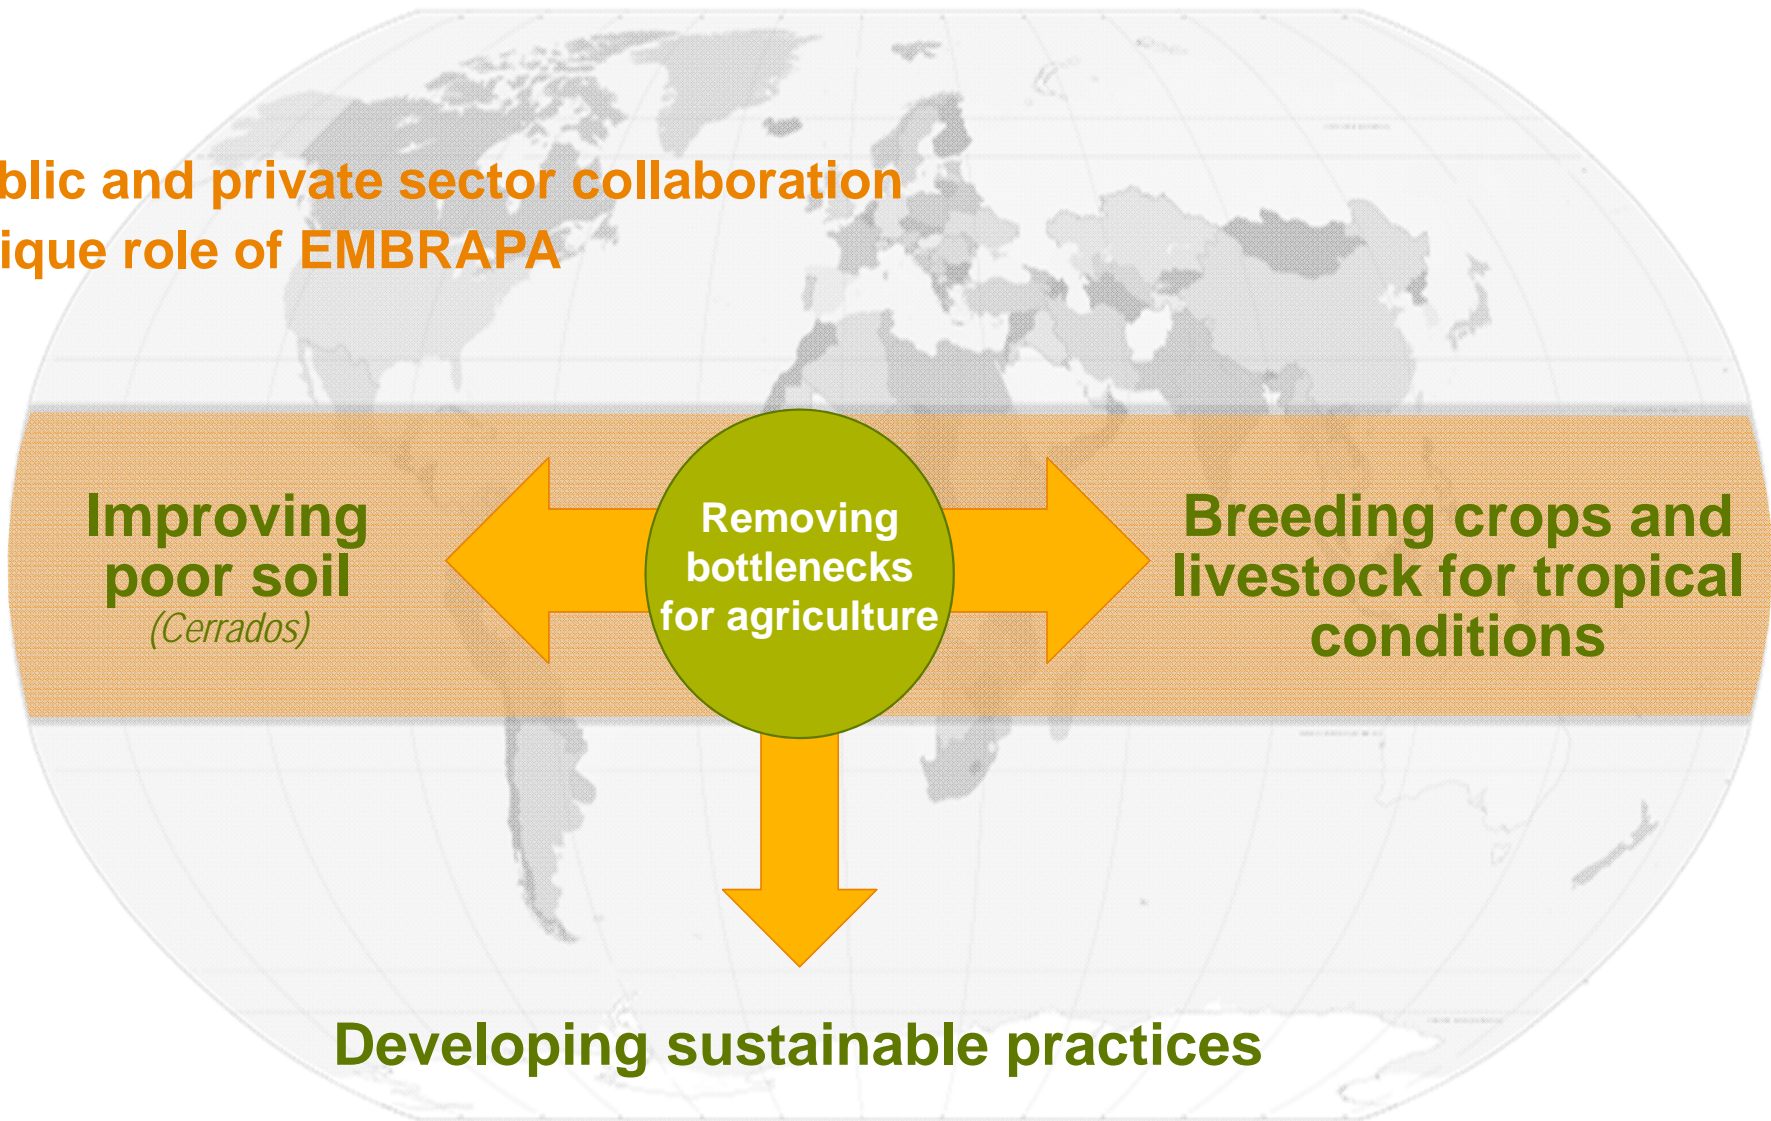 blic and private sector collaboration
ique role of EMBRAPA
Improving
poor soil
(Cerrados)
Removing
bottlenecks
for agriculture
Breeding crops and
livestock for tropical
conditions
Developing sustainable practices